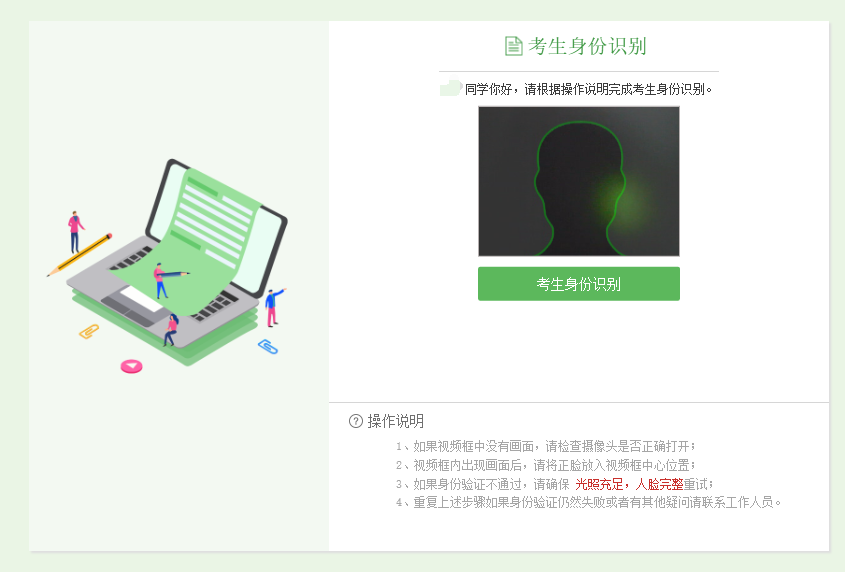 考生身份识别
同学你好，请根据操作说明完成考生身份识别。
考生身份识别
操作说明
1、如果视频框中没有画面，请检查摄像头是否正确打开；
2、视频框内出现画面后，请将正脸放入视频框中心位置；
3、如果身份验证不通过，请确保 光照充足，人脸完整重试；
4、重复上述步骤如果身份验证仍然失败或者有其他疑问请联系工作人员。